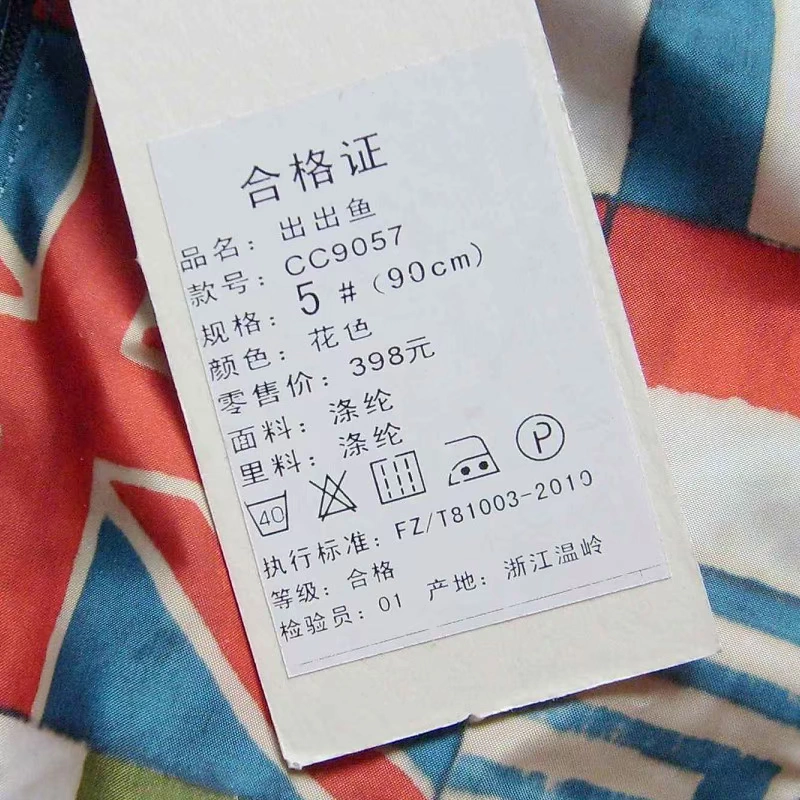 合格证
品名：出出鱼
款号：CC9057
规格：5#（90cm）
颜色：花色
零售价：398元
面料：涤纶
里料：涤纶
40 P
执行标准：FZ/T81003-2010
等级：合格
检验员：01 产地：浙江温岭